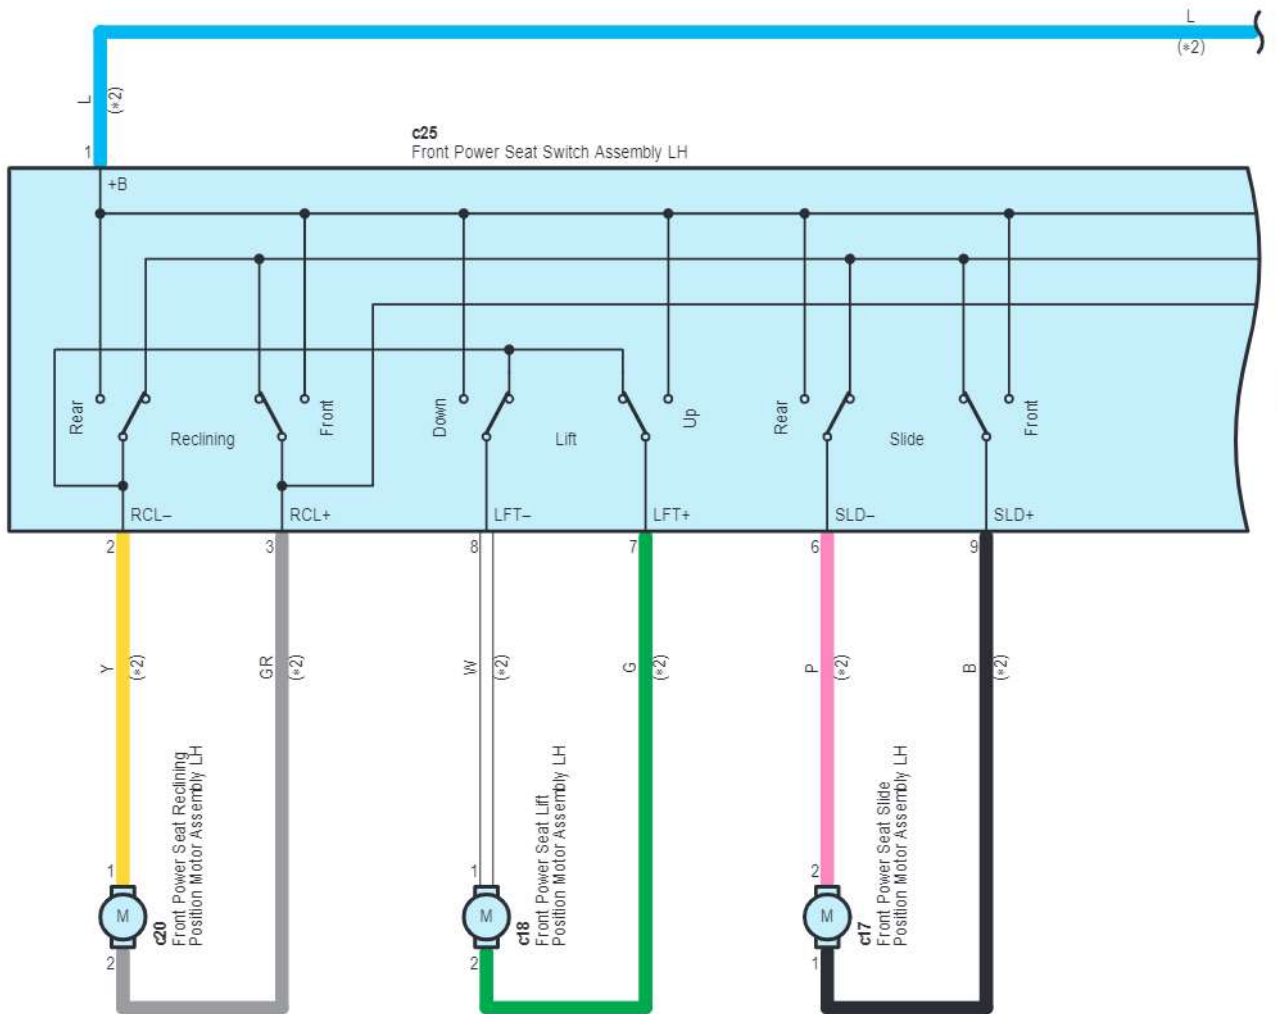 L
(*2)
L
(*2)
c25
Front Power Seat Switch Assembly LH
1
+B
Rear
Reclining
Front
Down
Lift
Up
Rear
Slide
Front
RCL–
RCL+
LFT–
LFT+
SLD–
SLD+
2
3
8
7
6
9
Y
(*2)
GR
(*2)
W
(*2)
G
(*2)
P
(*2)
B
(*2)
1
M
2
c20
Front Power Seat Reclining
Position Motor Assembly LH
1
M
2
c18
Front Power Seat Lift
Position Motor Assembly LH
2
M
1
c17
Front Power Seat Slide
Position Motor Assembly LH